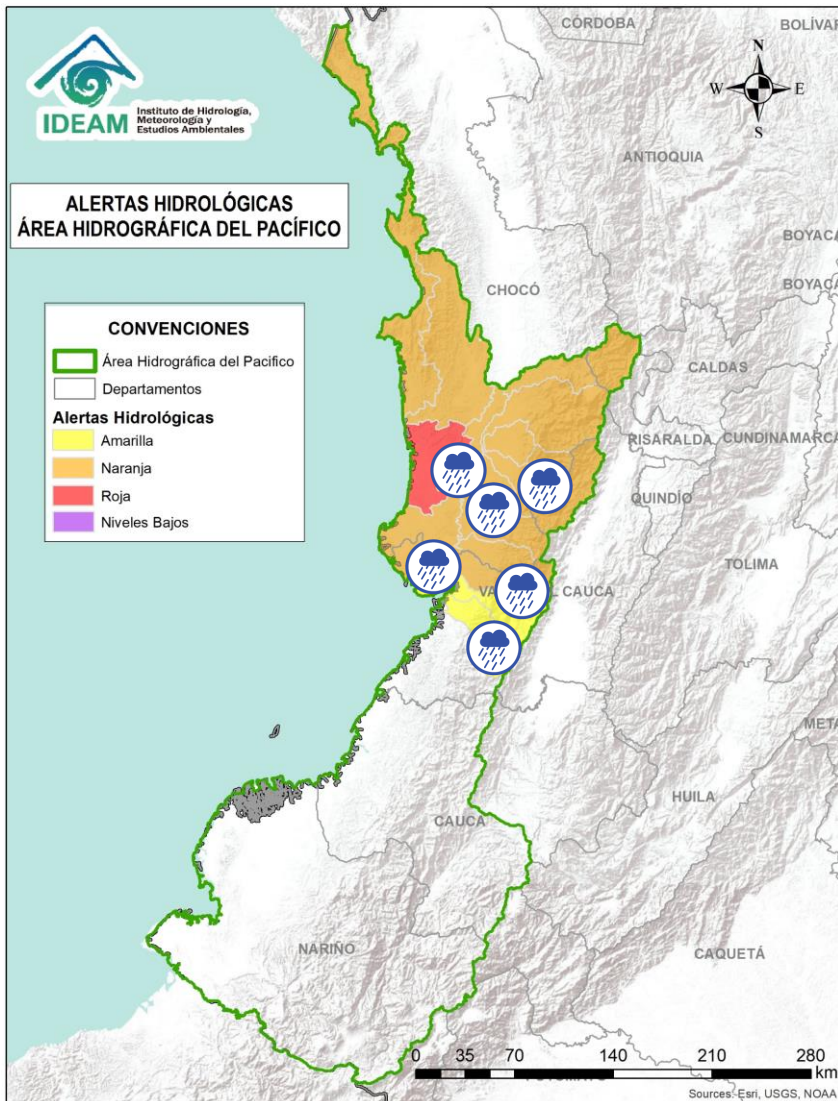 CÓRDOBA
BOLÍVAR
N
W
E
S
IDEAM
Instituto de Hidrología,
Meteorología y
Estudios Ambientales
ANTIOQUIA
ALERTAS HIDROLÓGICAS
ÁREA HIDROGRÁFICA DEL PACÍFICO
BOYACÁ
BOYACÁ
CHOCÓ
CONVENCIONES
Área Hidrográfica del Pacifico
Departamentos
Alertas Hidrológicas
Amarilla
Naranja
Roja
Niveles Bajos
CALDAS
RISARALDA
CUNDINAMARCA
QUINDÍO
TOLIMA
CAUCA
META
HUILA
CAUCA
NARIÑO
CAQUETÁ
0 35 70 140 210 280
km
Sources: Esri, USGS, NOAA